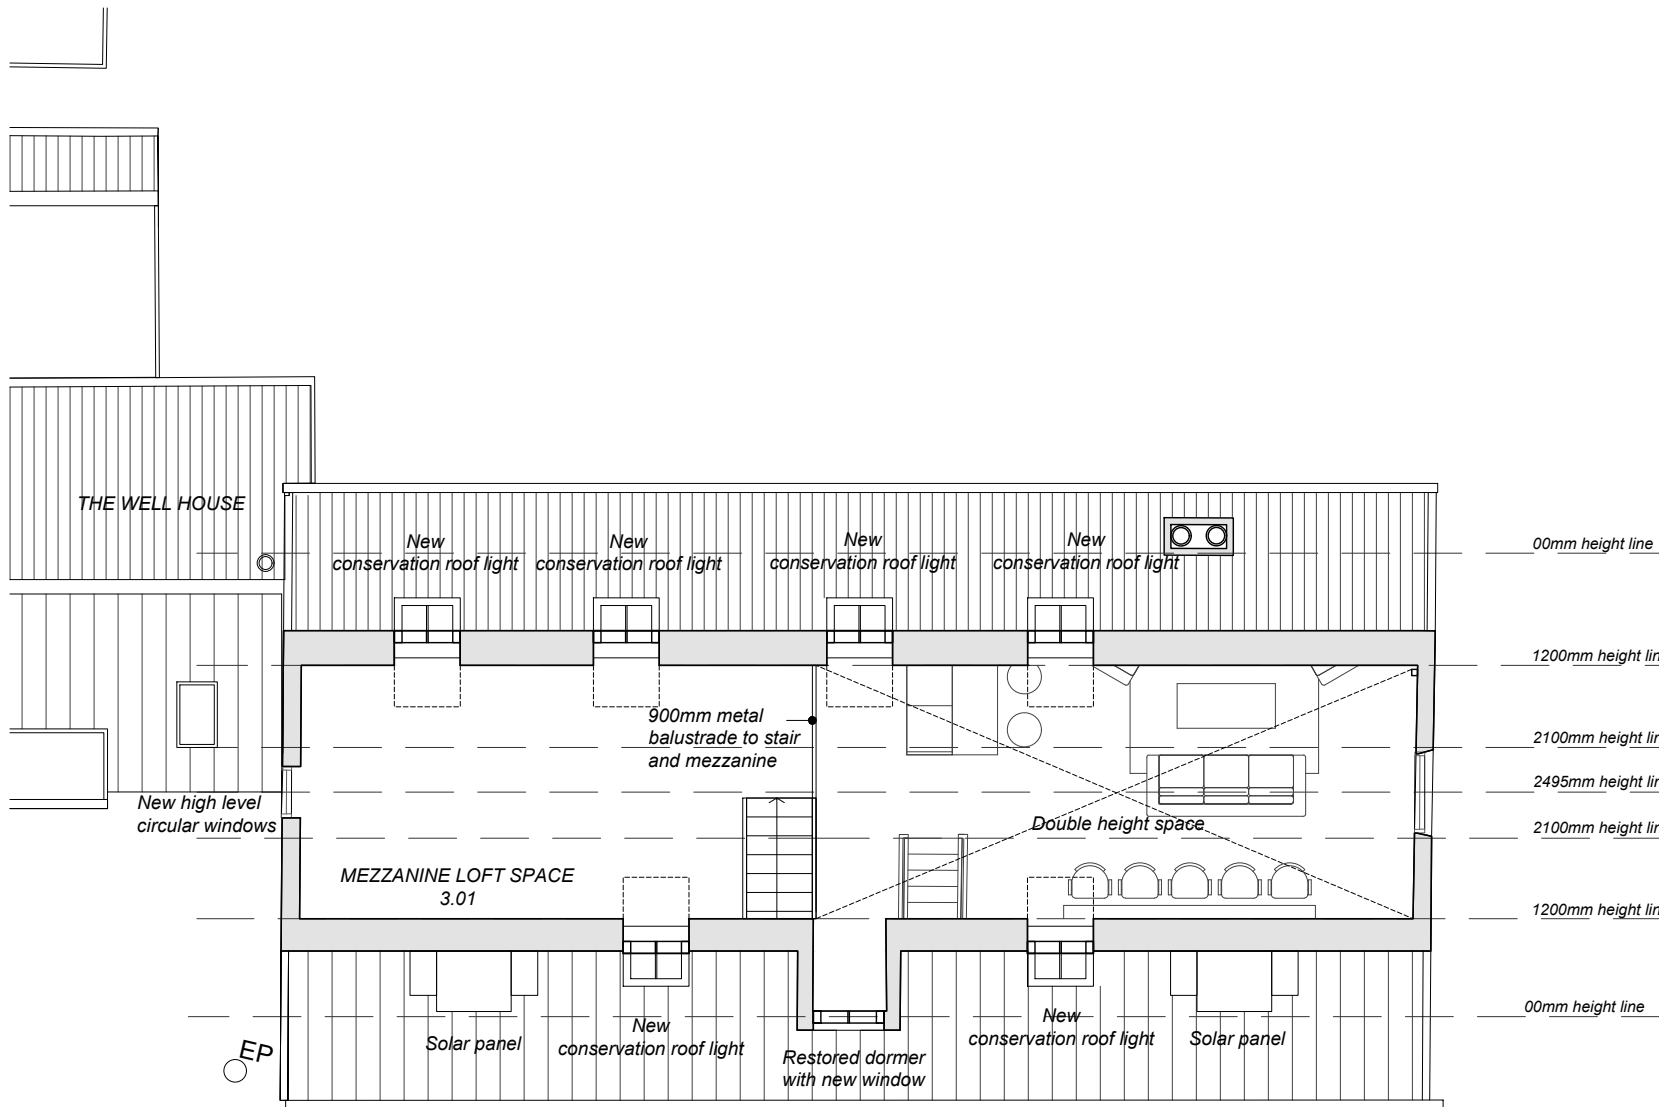 THE WELL HOUSE
New
conservation roof light
New
conservation roof light
New
conservation roof light
New
conservation roof light
00mm height line
1200mm height lin
900mm metal
balustrade to stair
and mezzanine
2100mm height lin
2495mm height lin
New high level
circular windows
Double height space
2100mm height lin
MEZZANINE LOFT SPACE
3.01
1200mm height lin
00mm height line
Solar panel
New
conservation roof light
New
conservation roof light
Solar panel
EP
Restored dormer
with new window